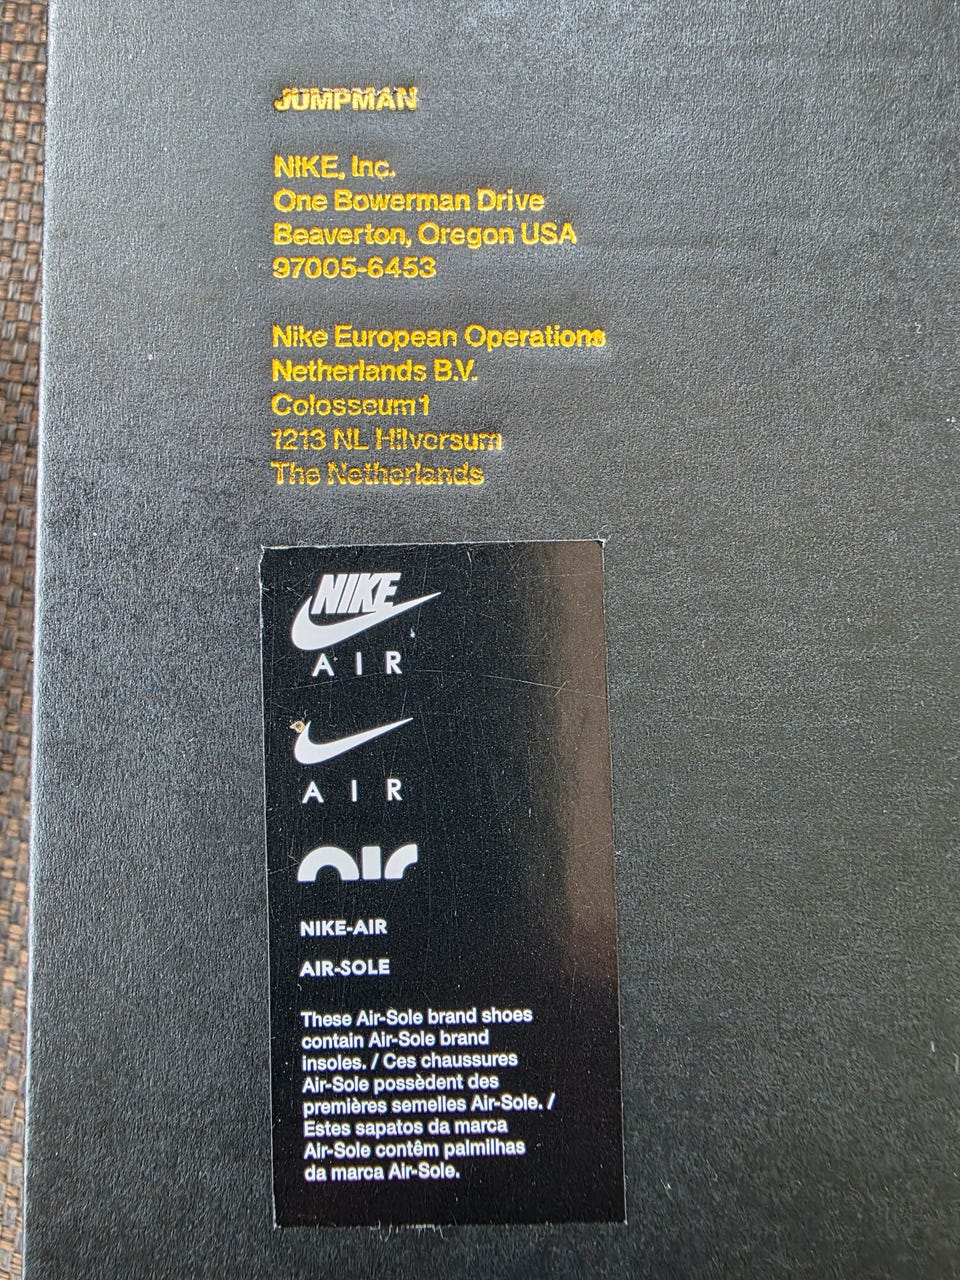 JUMPMAN
NIKE, Inc.
One Bowerman Drive
Beaverton, Oregon USA
97005-6453
Nike European Operations
Netherlands B.V.
Colosseum1
1213 NL Hilversum
The Netherlands
NIKE
AIR
AIR
air
NIKE-AIR
AIR-SOLE
These Air-Sole brand shoes
contain Air-Sole brand
insoles. / Ces chaussures
Air-Sole possèdent des
premières semelles Air-Sole. /
Estes sapatos da marca
Air-Sole contêm palmilhas
da marca Air-Sole.